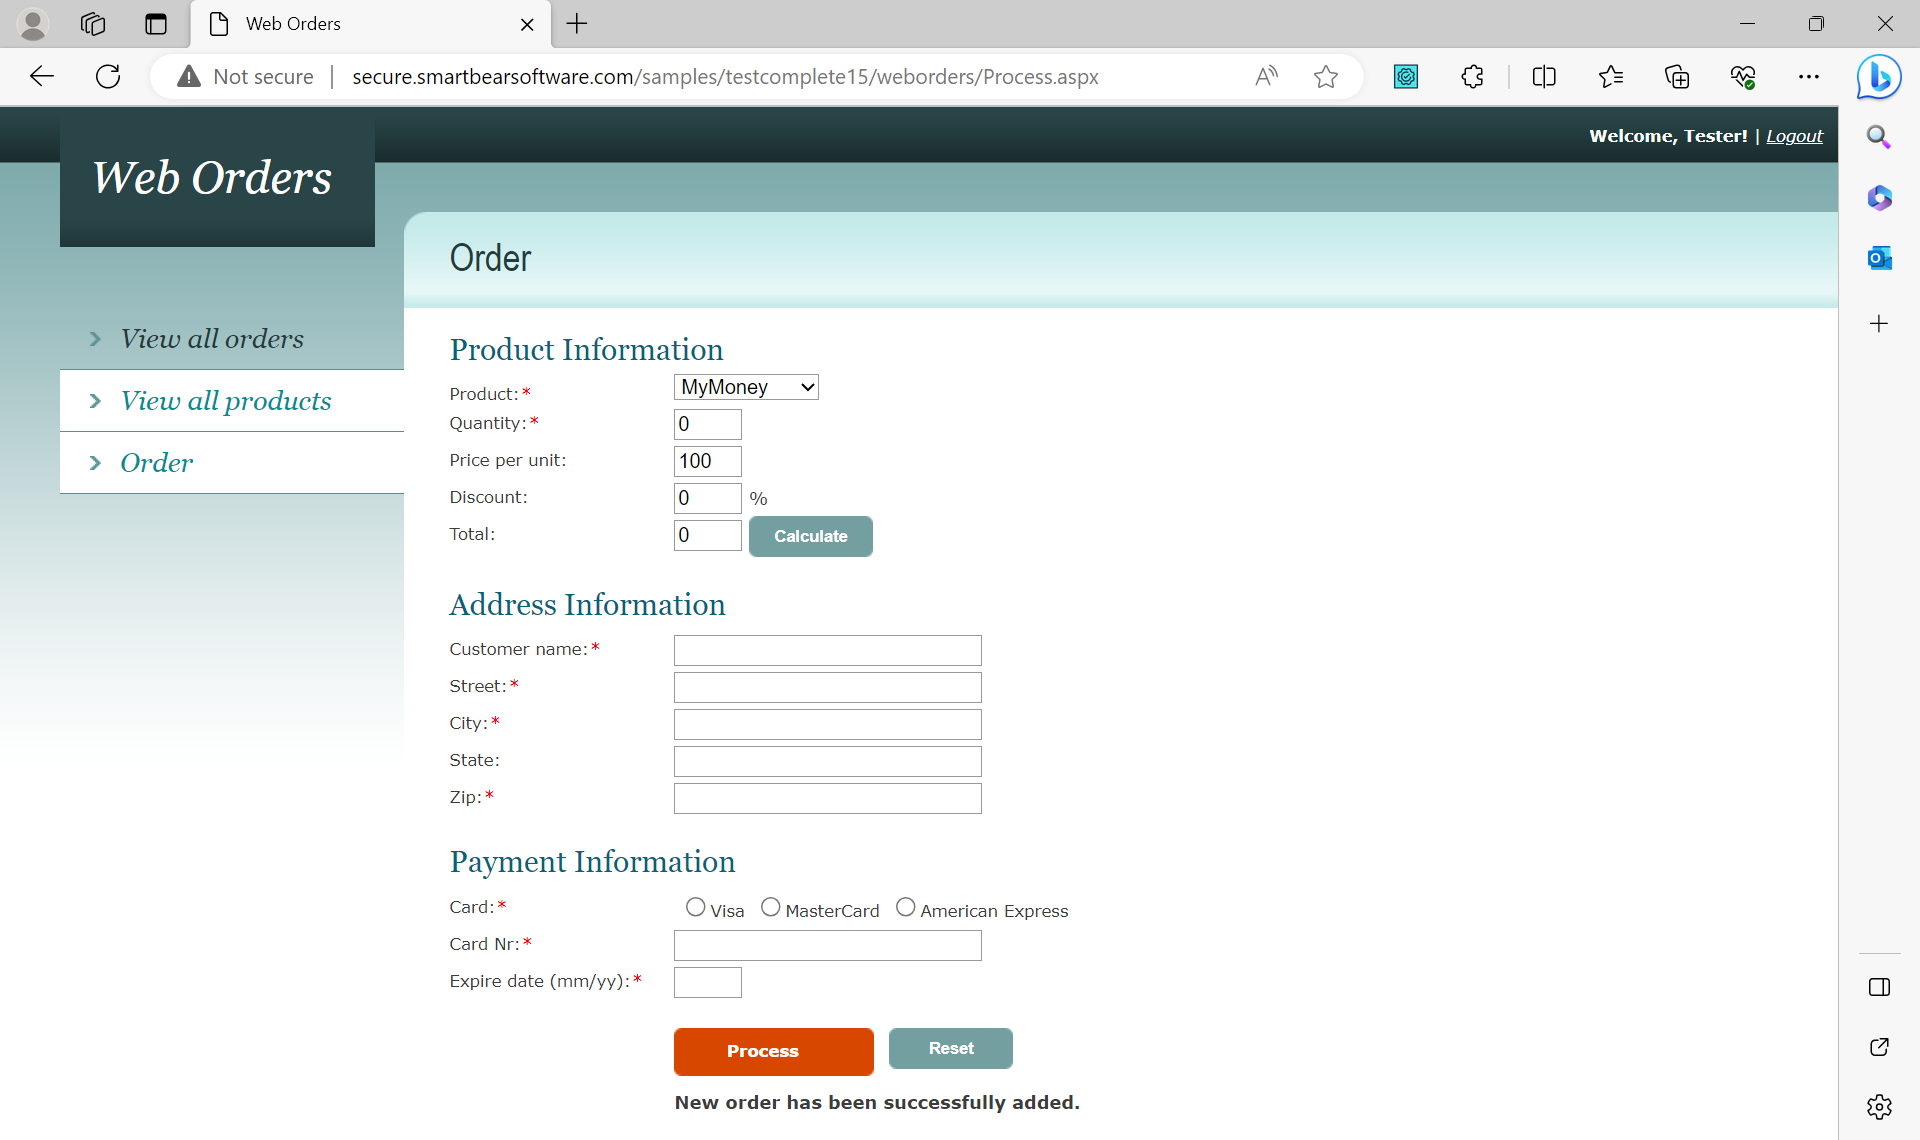 Web Orders
Not secure
secure.smartbearsoftware.com/samples/testcomplete15/weborders/Process.aspx
Welcome, Tester! | Logout
Web Orders
Order
View all orders
View all products
Order
Product Information
Product:* MyMoney
Quantity:* 0
Price per unit: 100
Discount: 0 %
Total: 0 Calculate
Address Information
Customer name:*
Street:*
City:*
State:
Zip:*
Payment Information
Card:* Visa MasterCard American Express
Card Nr:*
Expire date (mm/yy):*
Process Reset
New order has been successfully added.